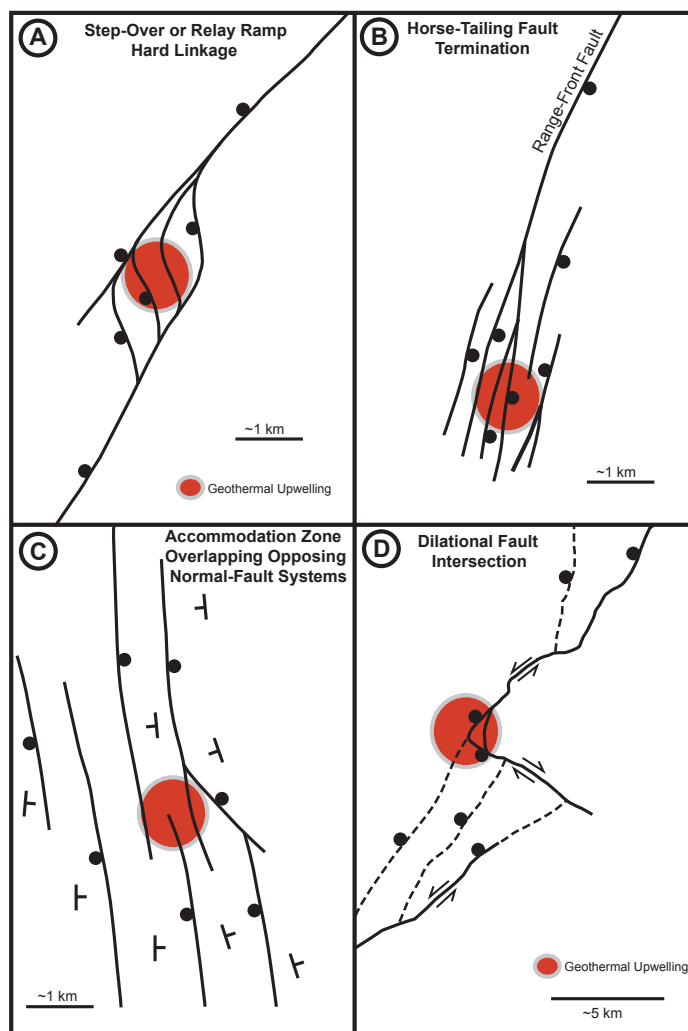 A
Step-Over or Relay Ramp
Hard Linkage
~1 km
Geothermal Upwelling
B
Horse-Tailing Fault
Termination
Range-Front Fault
~1 km
C
Accommodation Zone
Overlapping Opposing
Normal-Fault Systems
~1 km
D
Dilational Fault
Intersection
Geothermal Upwelling
~5 km